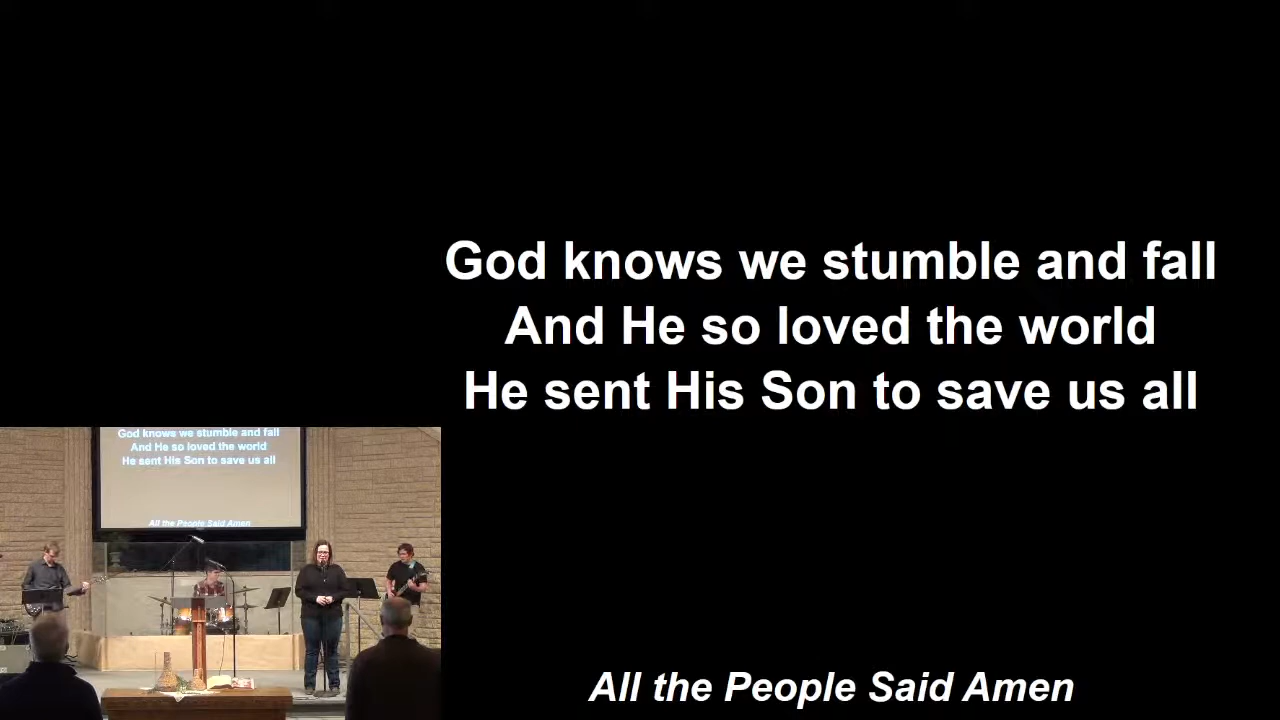 God knows we stumble and fall
And He so loved the world
He sent His Son to save us all
God knows we stumble and fall
And He so loved the world
He sent His Son to save us all
All the People Said Amen
All the People Said Amen